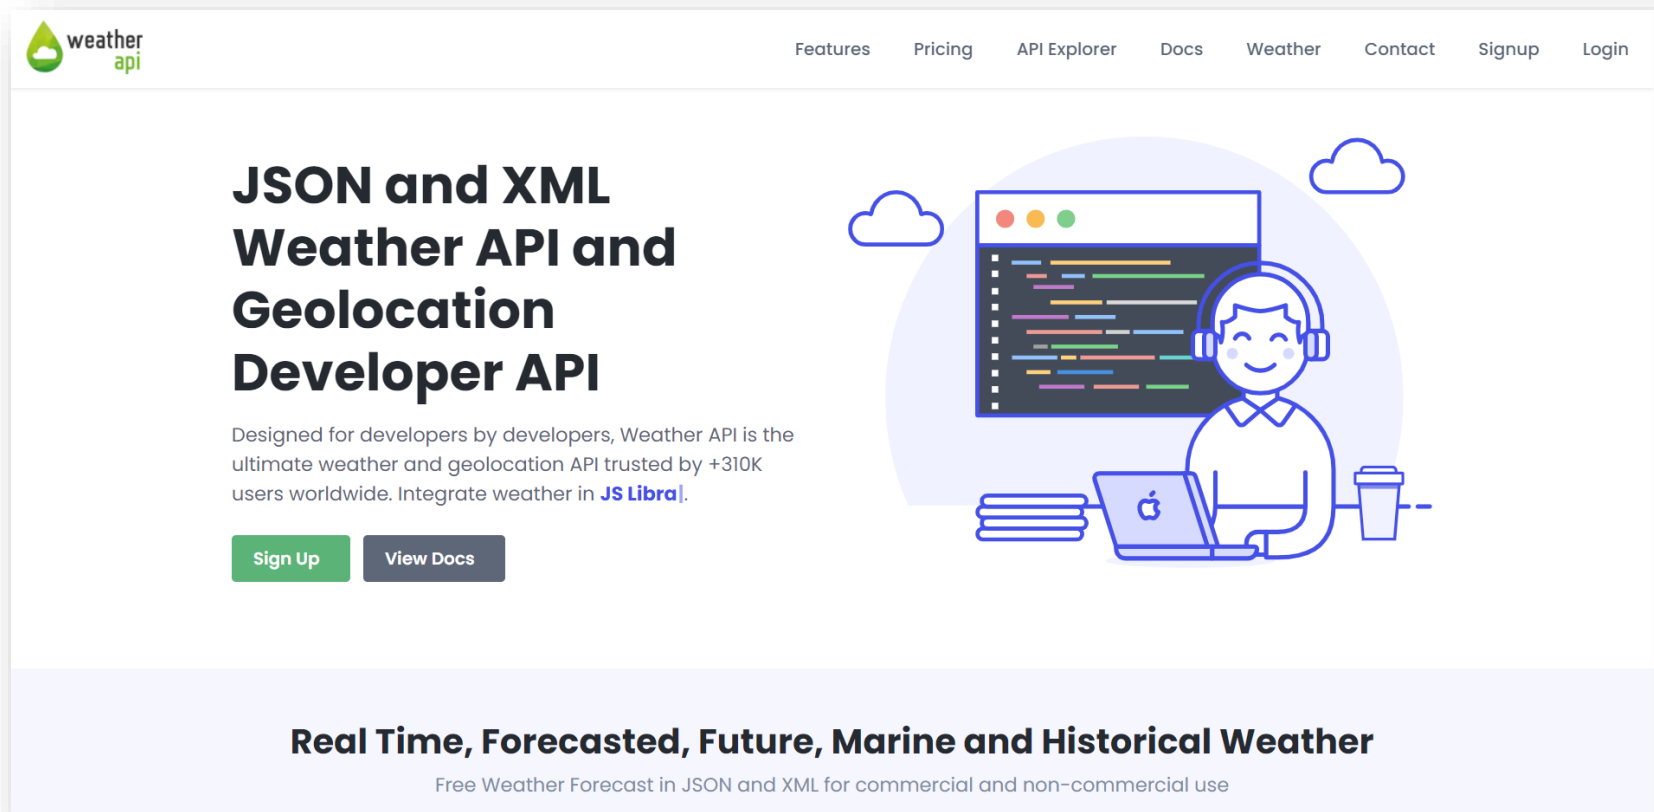 weather
api
Features
Pricing
API Explorer
Docs
Weather
Contact
Signup
Login
JSON and XML
Weather API and
Geolocation
Developer API
Designed for developers by developers, Weather API is the
ultimate weather and geolocation API trusted by +310K
users worldwide. Integrate weather in JS Libra|.
Sign Up
View Docs
Real Time, Forecasted, Future, Marine and Historical Weather
Free Weather Forecast in JSON and XML for commercial and non-commercial use